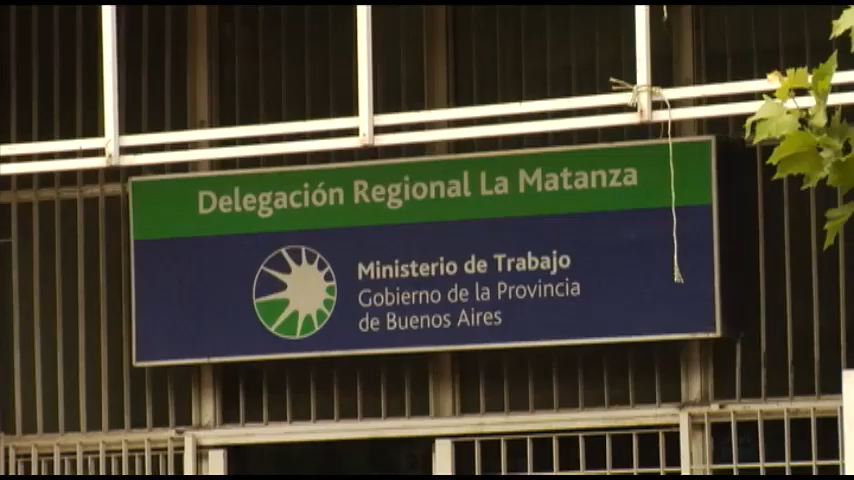 Delegación Regional La Matanza
Ministerio de Trabajo
Gobierno de la Provincia
de Buenos Aires